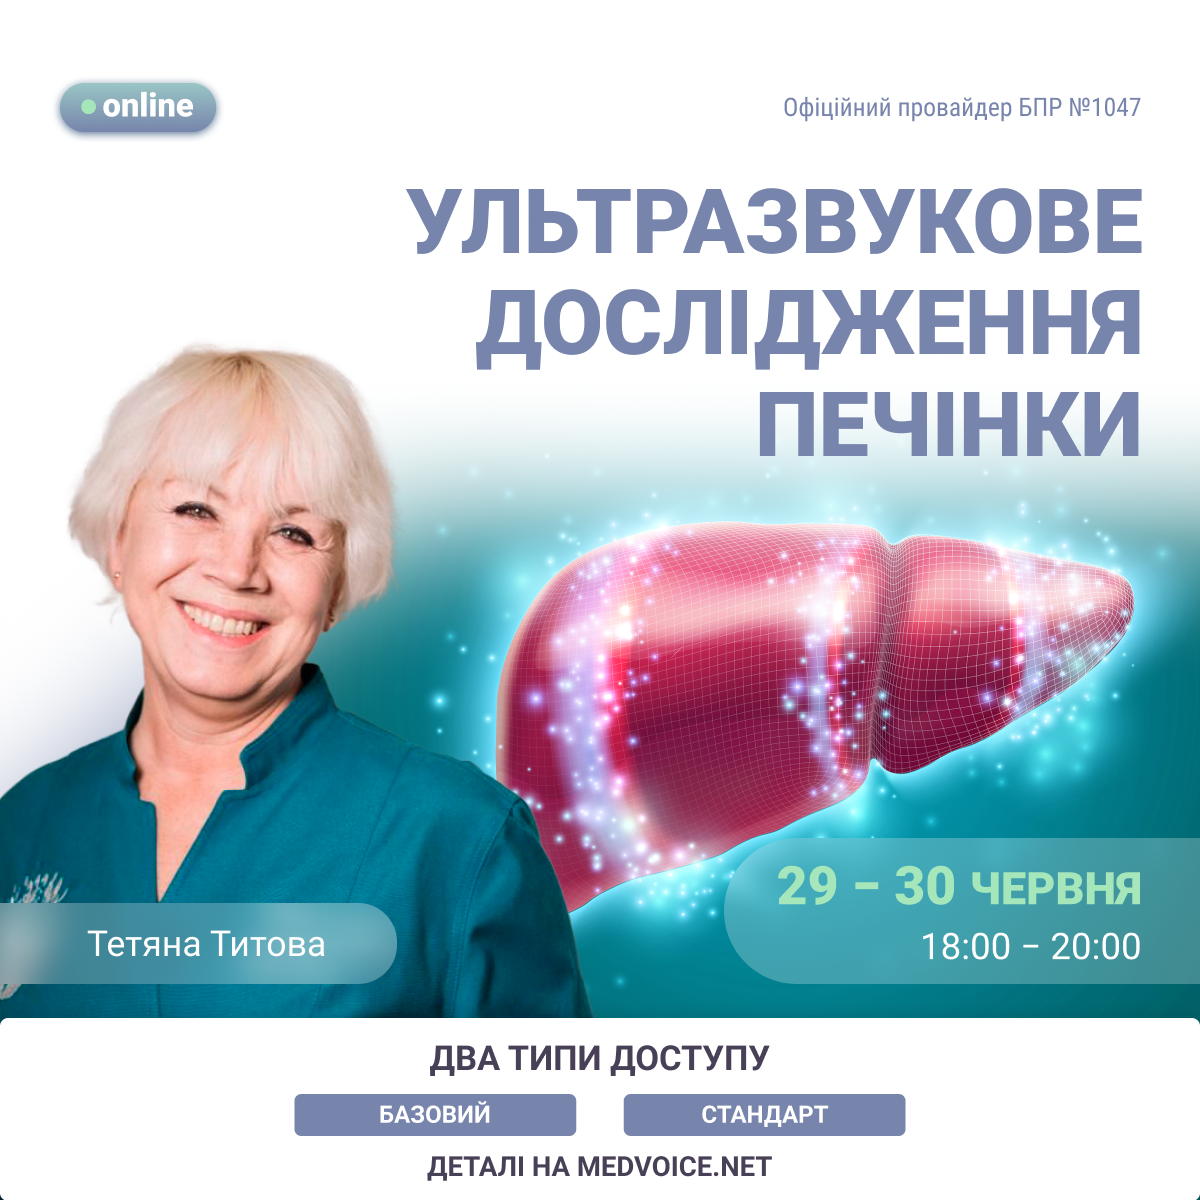 online
Офіційний провайдер БПР №1047
УЛЬТРАЗВУКОВЕ
ДОСЛІДЖЕННЯ
ПЕЧІНКИ
29 – 30 ЧЕРВНЯ
18:00 – 20:00
Тетяна Титова
ДВА ТИПИ ДОСТУПУ
БАЗОВИЙ
СТАНДАРТ
ДЕТАЛІ НА MEDVOICE.NET